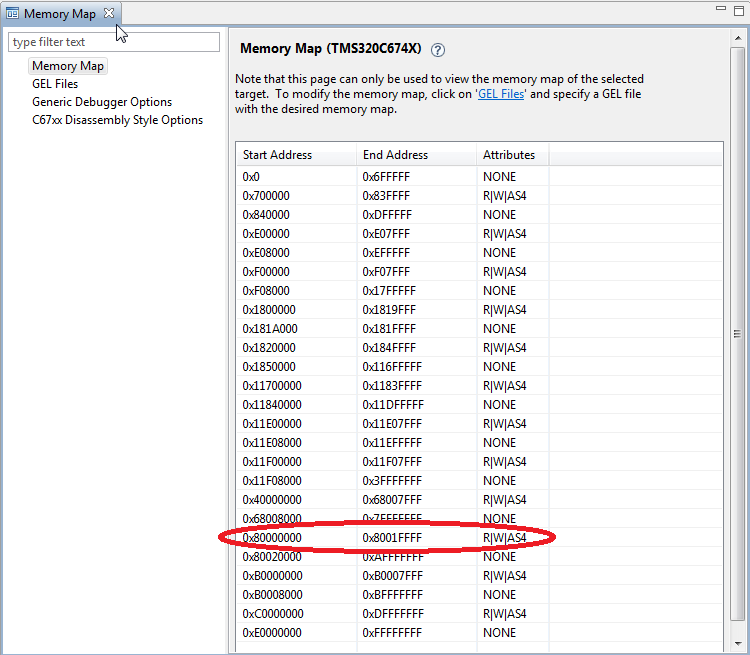 Memory Map
type filter text
Memory Map
GEL Files
Generic Debugger Options
C67xx Disassembly Style Options
Memory Map (TMS320C674X)
Note that this page can only be used to view the memory map of the selected
target. To modify the memory map, click on 'GEL Files' and specify a GEL file
with the desired memory map.
Start Address End Address Attributes
0x0 0x6FFFFF NONE
0x700000 0x83FFFF R|W|AS4
0x840000 0xDFFFFF NONE
0xE00000 0xE07FFF R|W|AS4
0xE08000 0xEFFFFF NONE
0xF00000 0xF07FFF R|W|AS4
0xF08000 0x17FFFFF NONE
0x1800000 0x1819FFF R|W|AS4
0x181A000 0x181FFFF NONE
0x1820000 0x184FFFF R|W|AS4
0x1850000 0x116FFFFF NONE
0x11700000 0x1183FFFF R|W|AS4
0x11840000 0x11DFFFFF NONE
0x11E00000 0x11E07FFF R|W|AS4
0x11E08000 0x11EFFFFF NONE
0x11F00000 0x11F07FFF R|W|AS4
0x11F08000 0x3FFFFFFF NONE
0x40000000 0x68007FFF R|W|AS4
0x68008000 0x7FFFFFFF NONE
0x80000000 0x8001FFFF R|W|AS4
0x80020000 0xAFFFFFFF NONE
0xB0000000 0xB0007FFF R|W|AS4
0xB0008000 0xBFFFFFFF NONE
0xC0000000 0xDFFFFFFF R|W|AS4
0xE0000000 0xFFFFFFFF NONE